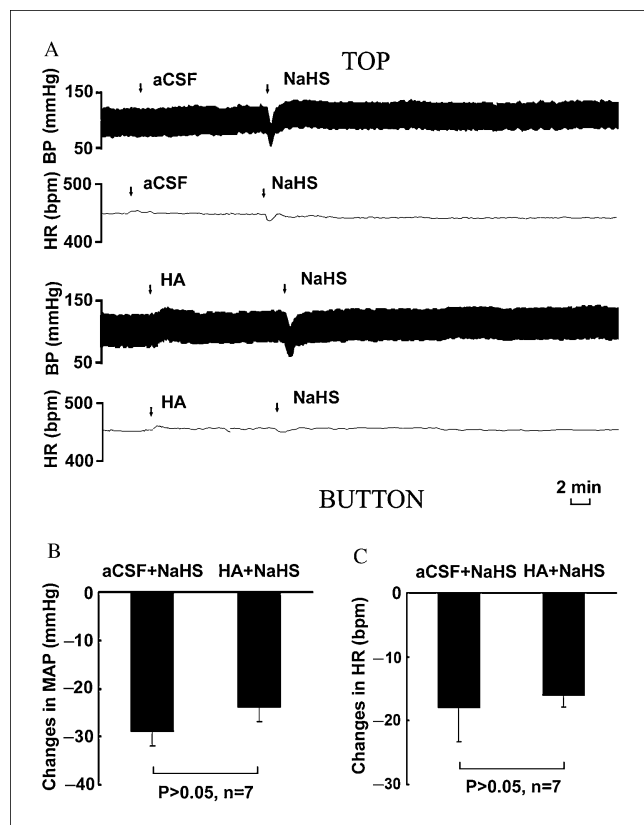 A
TOP
aCSF
NaHS
BP (mmHg)
150
50
aCSF
NaHS
HR (bpm)
500
400
HA
NaHS
BP (mmHg)
150
50
HA
NaHS
HR (bpm)
500
400
BUTTON
2 min
B
aCSF+NaHS HA+NaHS
Changes in MAP (mmHg)
0
−10
−20
−30
−40
P>0.05, n=7
C
aCSF+NaHS HA+NaHS
Changes in HR (bpm)
0
−10
−20
−30
P>0.05, n=7